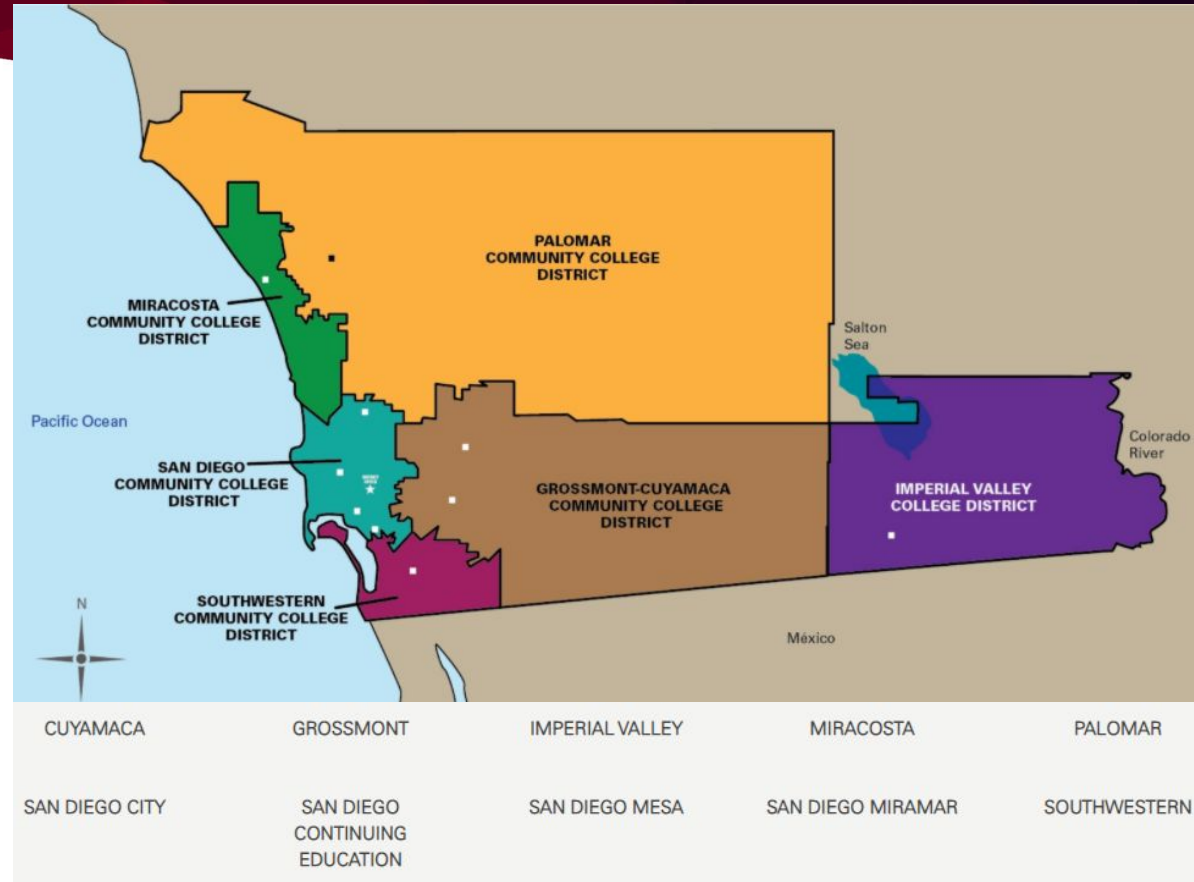 PALOMAR
COMMUNITY COLLEGE
DISTRICT
MIRACOSTA
COMMUNITY COLLEGE
DISTRICT
Salton
Sea
Pacific Ocean
Colorado
River
SAN DIEGO
COMMUNITY COLLEGE
DISTRICT
GROSSMONT-CUYAMACA
COMMUNITY COLLEGE
DISTRICT
IMPERIAL VALLEY
COLLEGE DISTRICT
SOUTHWESTERN
COMMUNITY COLLEGE
DISTRICT
N
México
CUYAMACA GROSSMONT IMPERIAL VALLEY MIRACOSTA PALOMAR
SAN DIEGO CITY SAN DIEGO SAN DIEGO MESA SAN DIEGO MIRAMAR SOUTHWESTERN
CONTINUING
EDUCATION